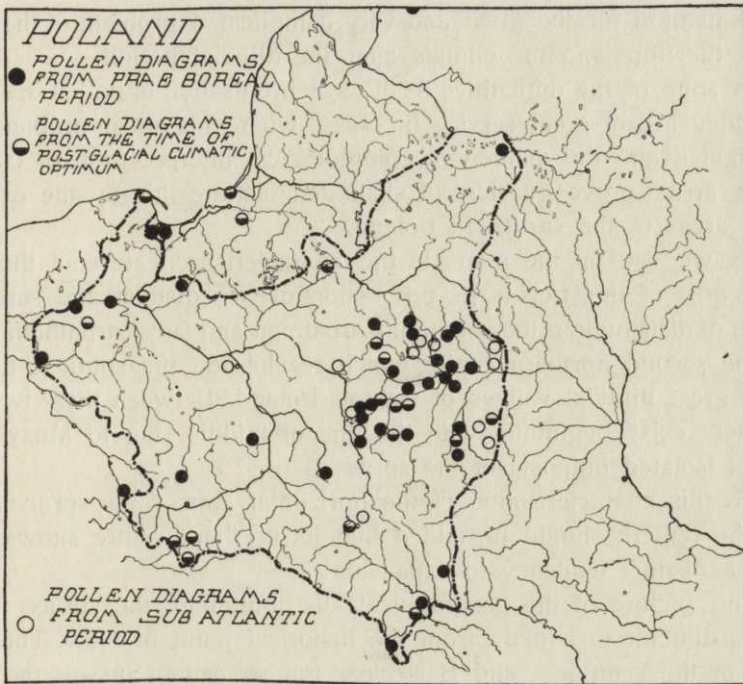 POLAND
POLLEN DIAGRAMS
FROM PRAE BOREAL
PERIOD
POLLEN DIAGRAMS
FROM THE TIME OF
POSTGLACIAL CLIMATIC
OPTIMUM
POLLEN DIAGRAMS
FROM SUB ATLANTIC
PERIOD